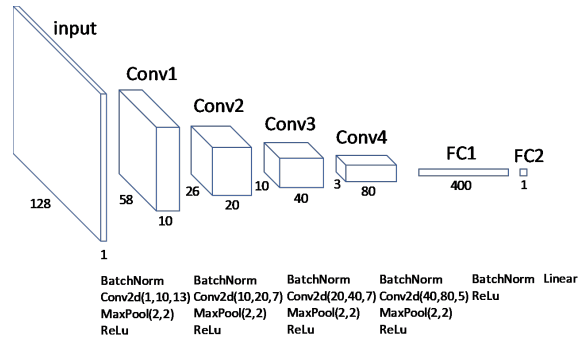 input
Conv1
Conv2
Conv3
Conv4
FC1 FC2
128
1
58
10
26
20
10
40
3
80
400
1
BatchNorm BatchNorm BatchNorm BatchNorm BatchNorm Linear
Conv2d(1,10,13) Conv2d(10,20,7) Conv2d(20,40,7) Conv2d(40,80,5) ReLu
MaxPool(2,2) MaxPool(2,2) MaxPool(2,2) MaxPool(2,2)
ReLu ReLu ReLu ReLu